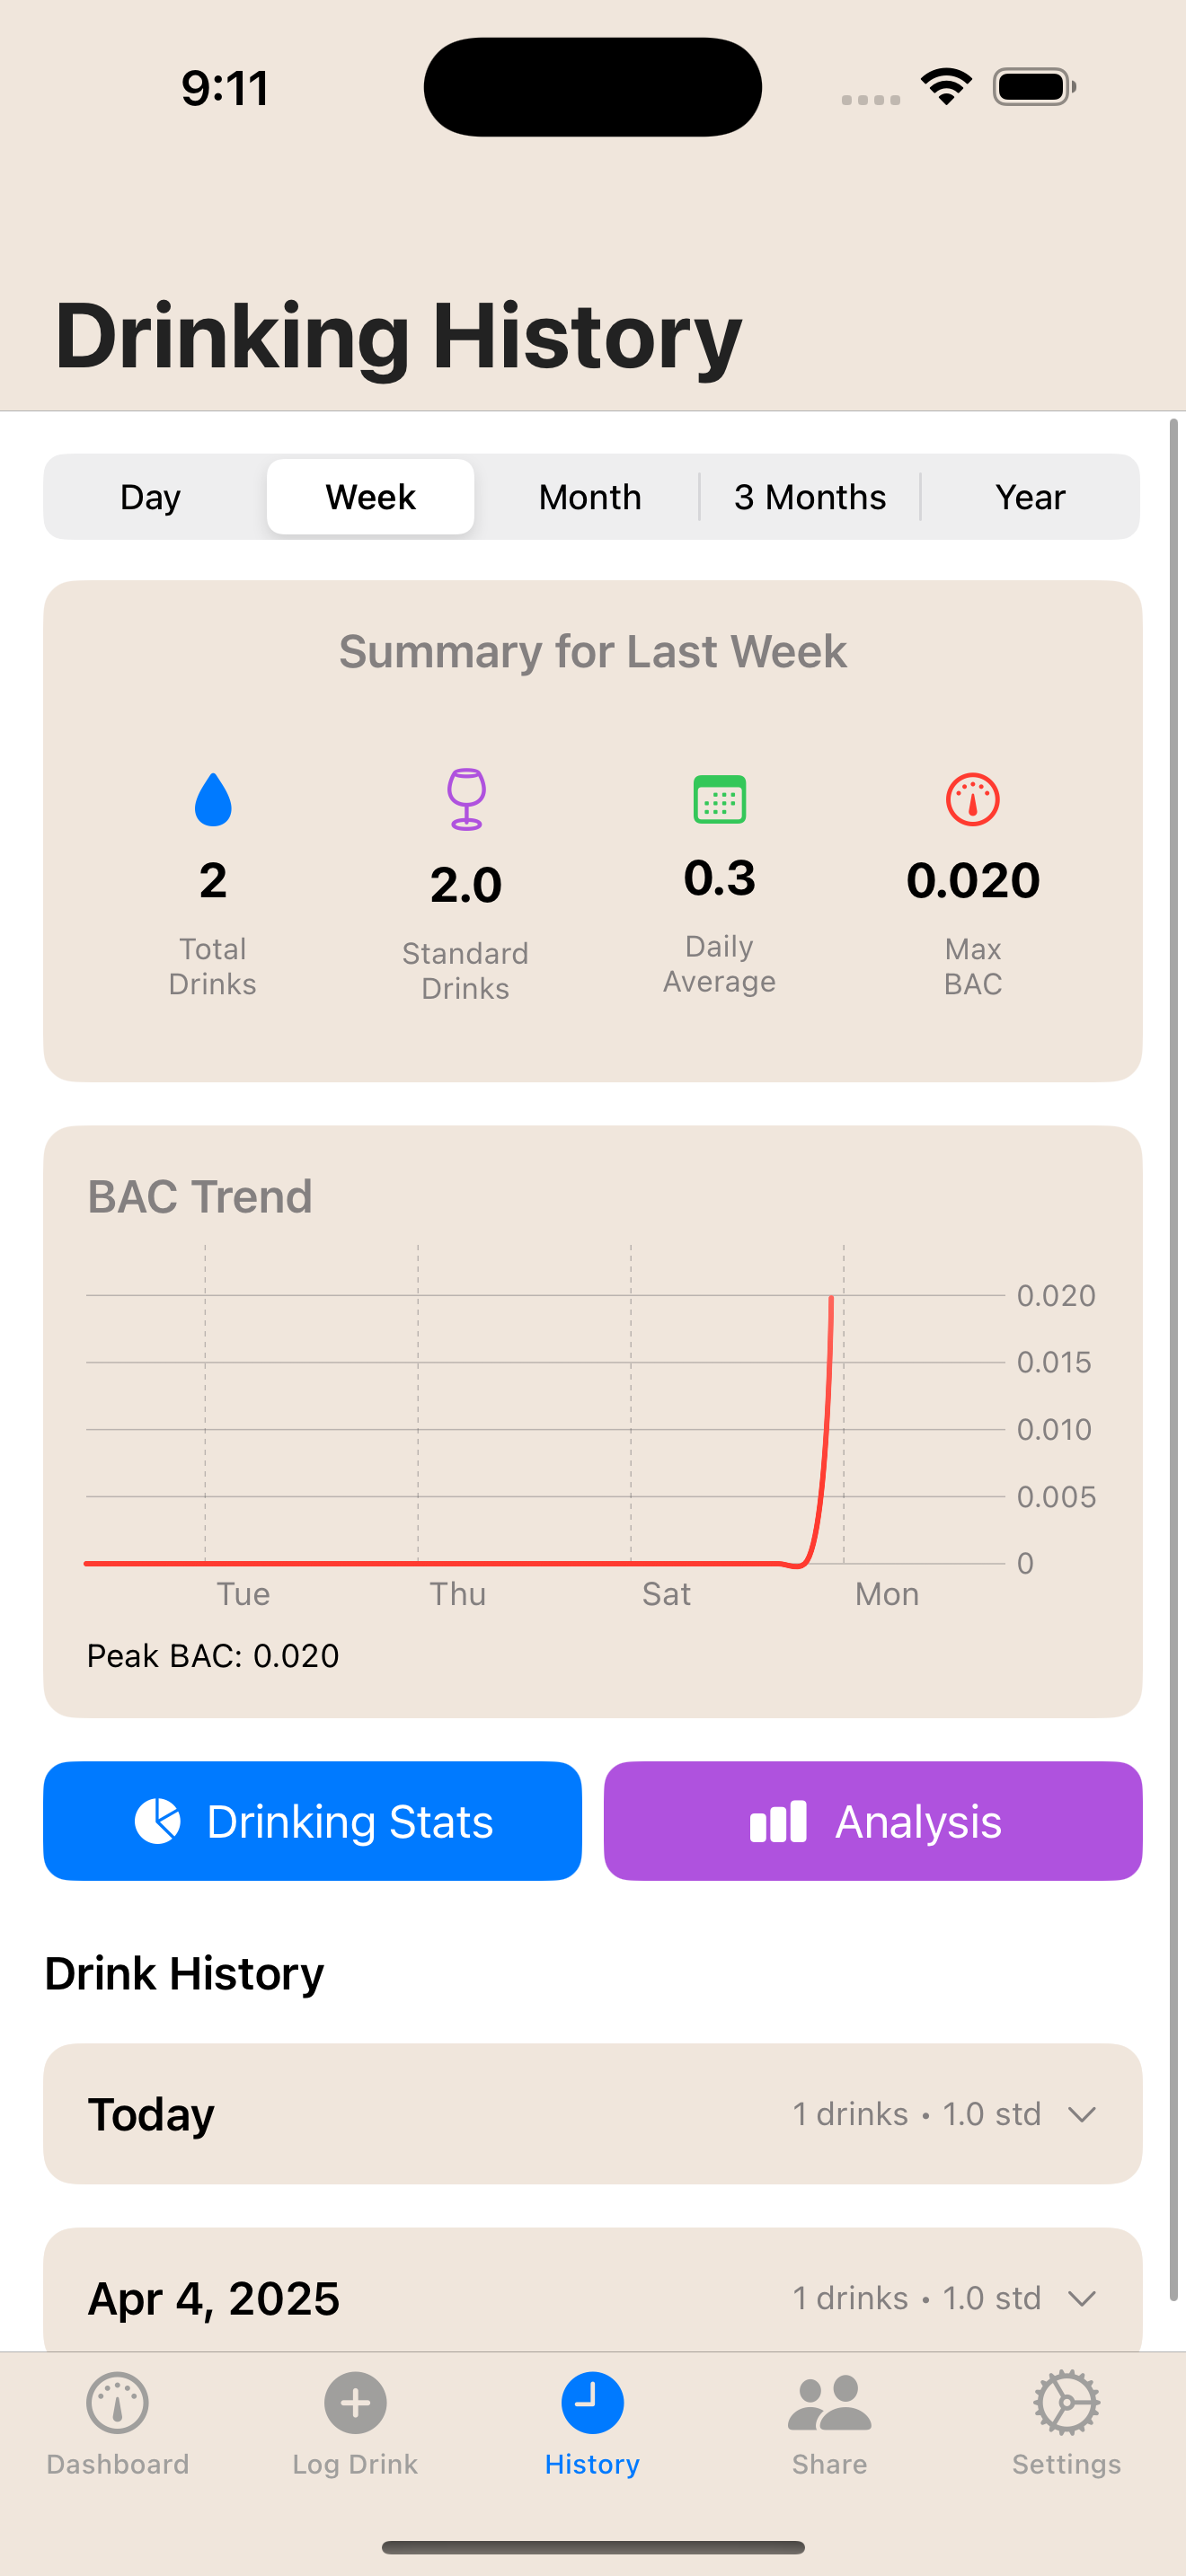 9:11
Drinking History
Day Week Month 3 Months Year
Summary for Last Week
2 2.0 0.3 0.020
Total Drinks Standard Drinks Daily Average Max BAC
BAC Trend
0.020
0.015
0.010
0.005
0
Tue Thu Sat Mon
Peak BAC: 0.020
Drinking Stats Analysis
Drink History
Today 1 drinks • 1.0 std
Apr 4, 2025 1 drinks • 1.0 std
Dashboard Log Drink History Share Settings